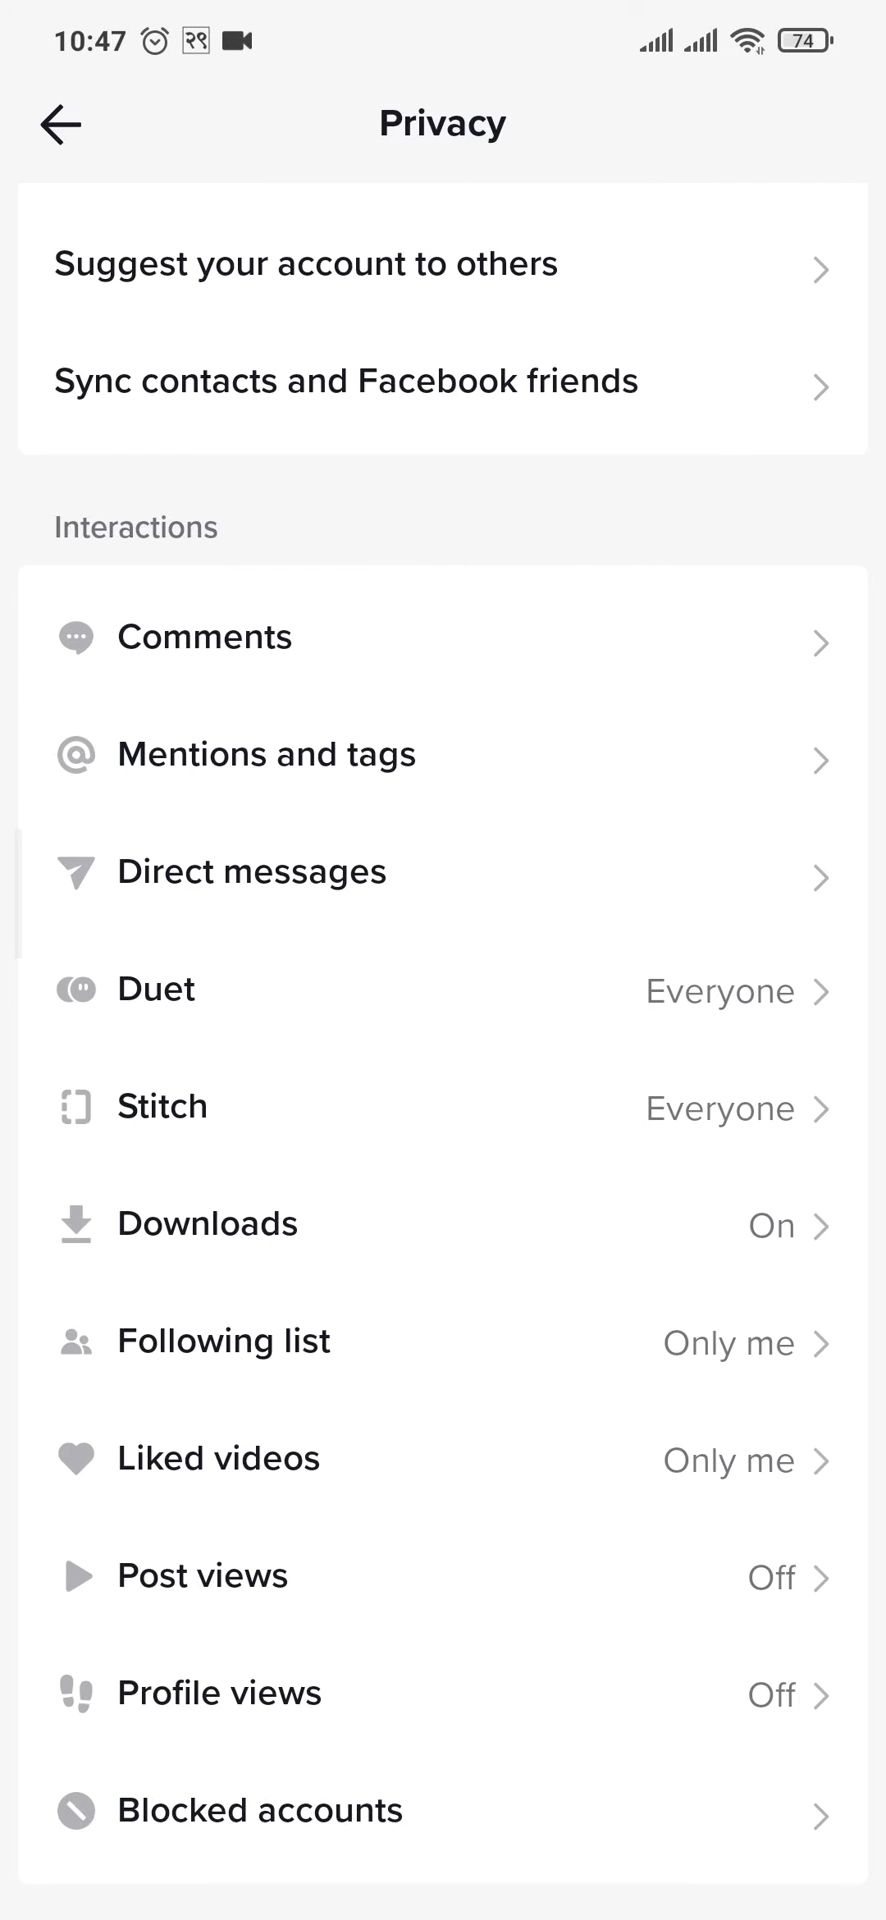 10:47 २९ 74
Privacy
Suggest your account to others
Sync contacts and Facebook friends
Interactions
Comments
Mentions and tags
Direct messages
Duet Everyone
Stitch Everyone
Downloads On
Following list Only me
Liked videos Only me
Post views Off
Profile views Off
Blocked accounts